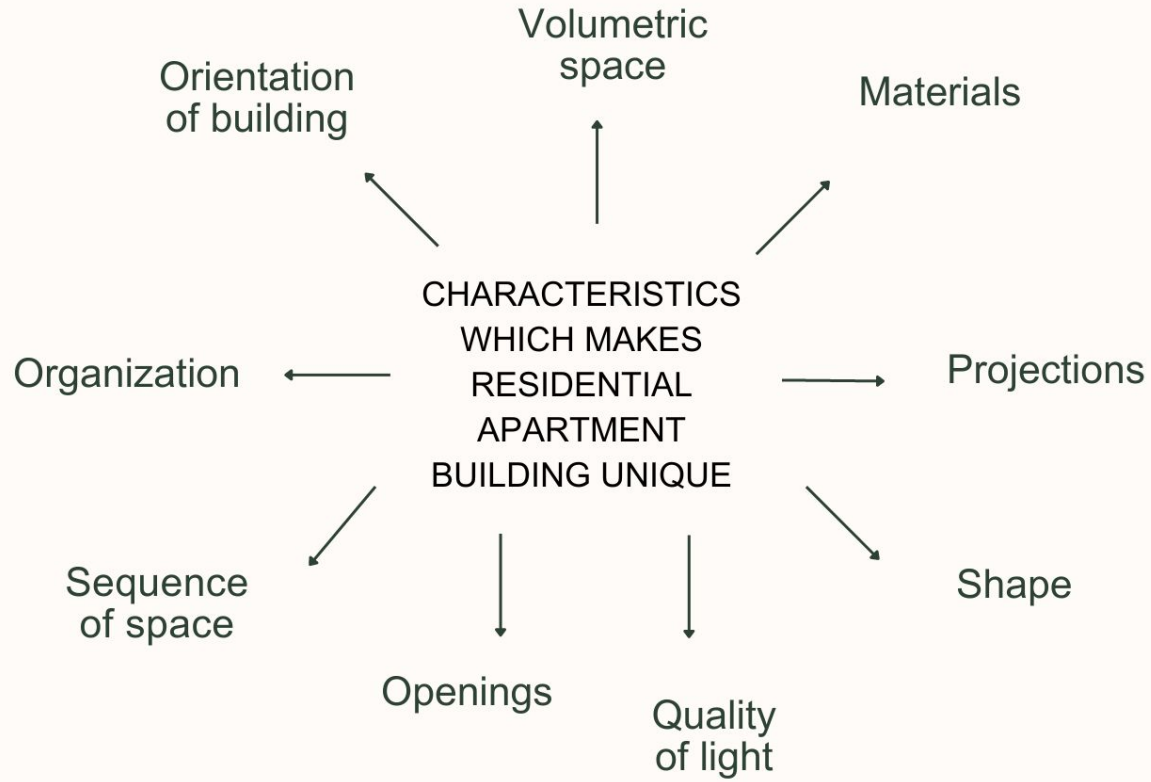 Volumetric
space
Orientation
of building
Materials
CHARACTERISTICS
WHICH MAKES
RESIDENTIAL
APARTMENT
BUILDING UNIQUE
Organization
Projections
Sequence
of space
Shape
Openings
Quality
of light